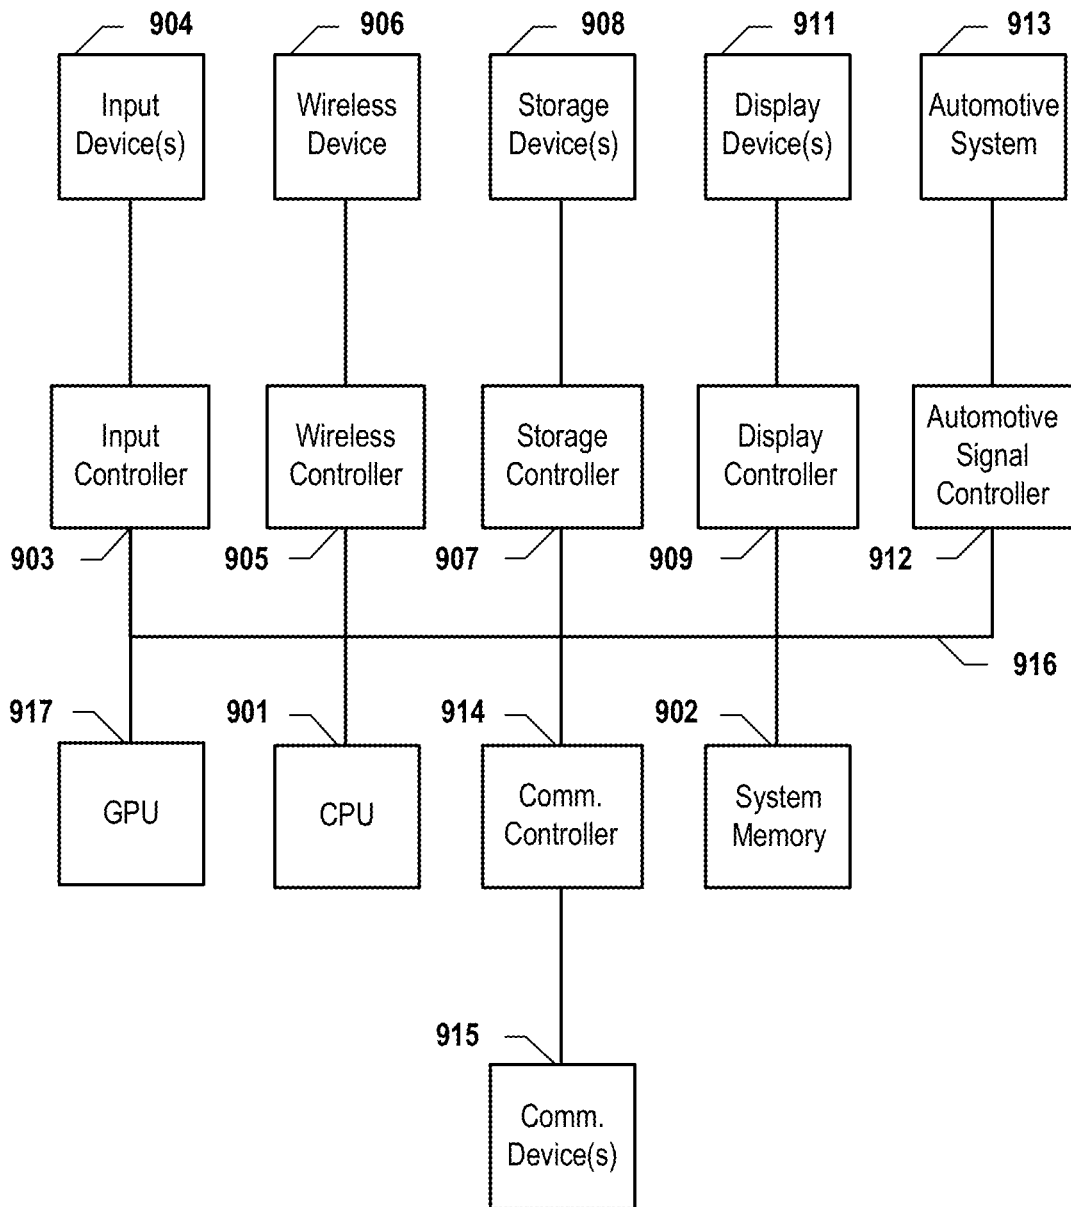 904
906
908
911
913
Input
Device(s)
Wireless
Device
Storage
Device(s)
Display
Device(s)
Automotive
System
Input
Controller
Wireless
Controller
Storage
Controller
Display
Controller
Automotive
Signal
Controller
903
905
907
909
912
916
917
901
914
902
GPU
CPU
Comm.
Controller
System
Memory
915
Comm.
Device(s)